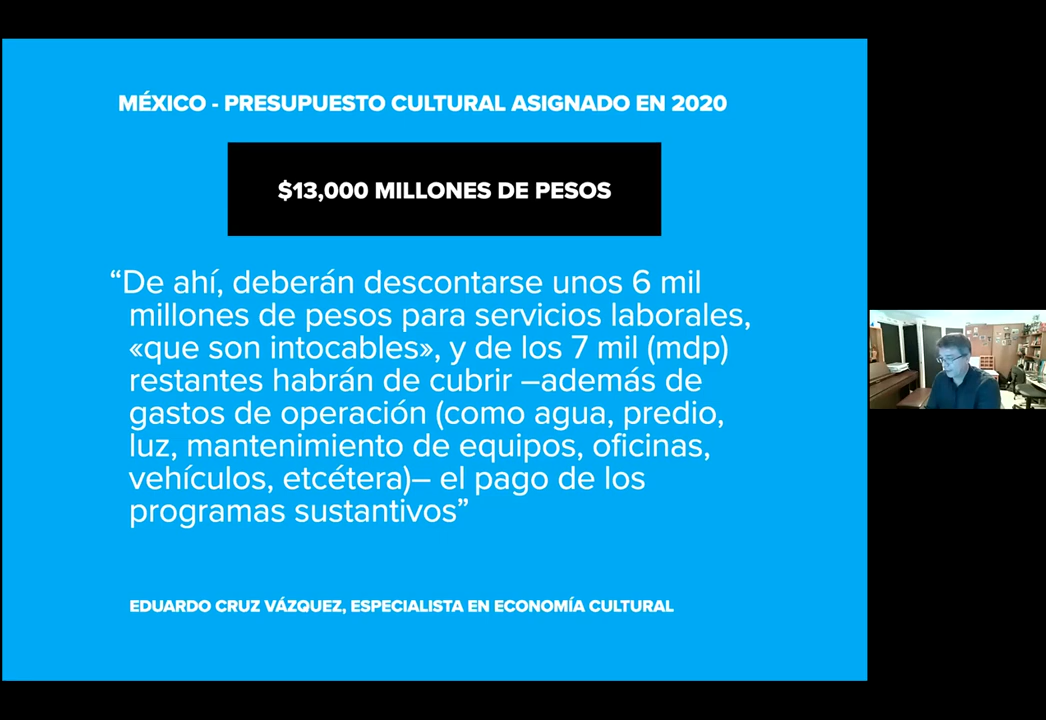 MÉXICO - PRESUPUESTO CULTURAL ASIGNADO EN 2020
$13,000 MILLONES DE PESOS
“De ahí, deberán descontarse unos 6 mil
millones de pesos para servicios laborales,
«que son intocables», y de los 7 mil (mdp)
restantes habrán de cubrir –además de
gastos de operación (como agua, predio,
luz, mantenimiento de equipos, oficinas,
vehículos, etcétera)– el pago de los
programas sustantivos”
EDUARDO CRUZ VÁZQUEZ, ESPECIALISTA EN ECONOMÍA CULTURAL